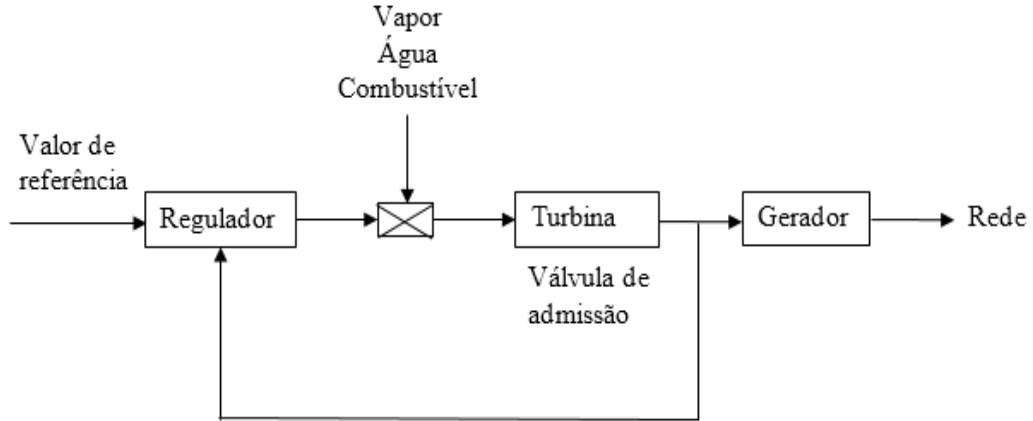 Vapor
Água
Combustível
Valor de
referência
Regulador
Turbina
Gerador
Rede
Válvula de
admissão